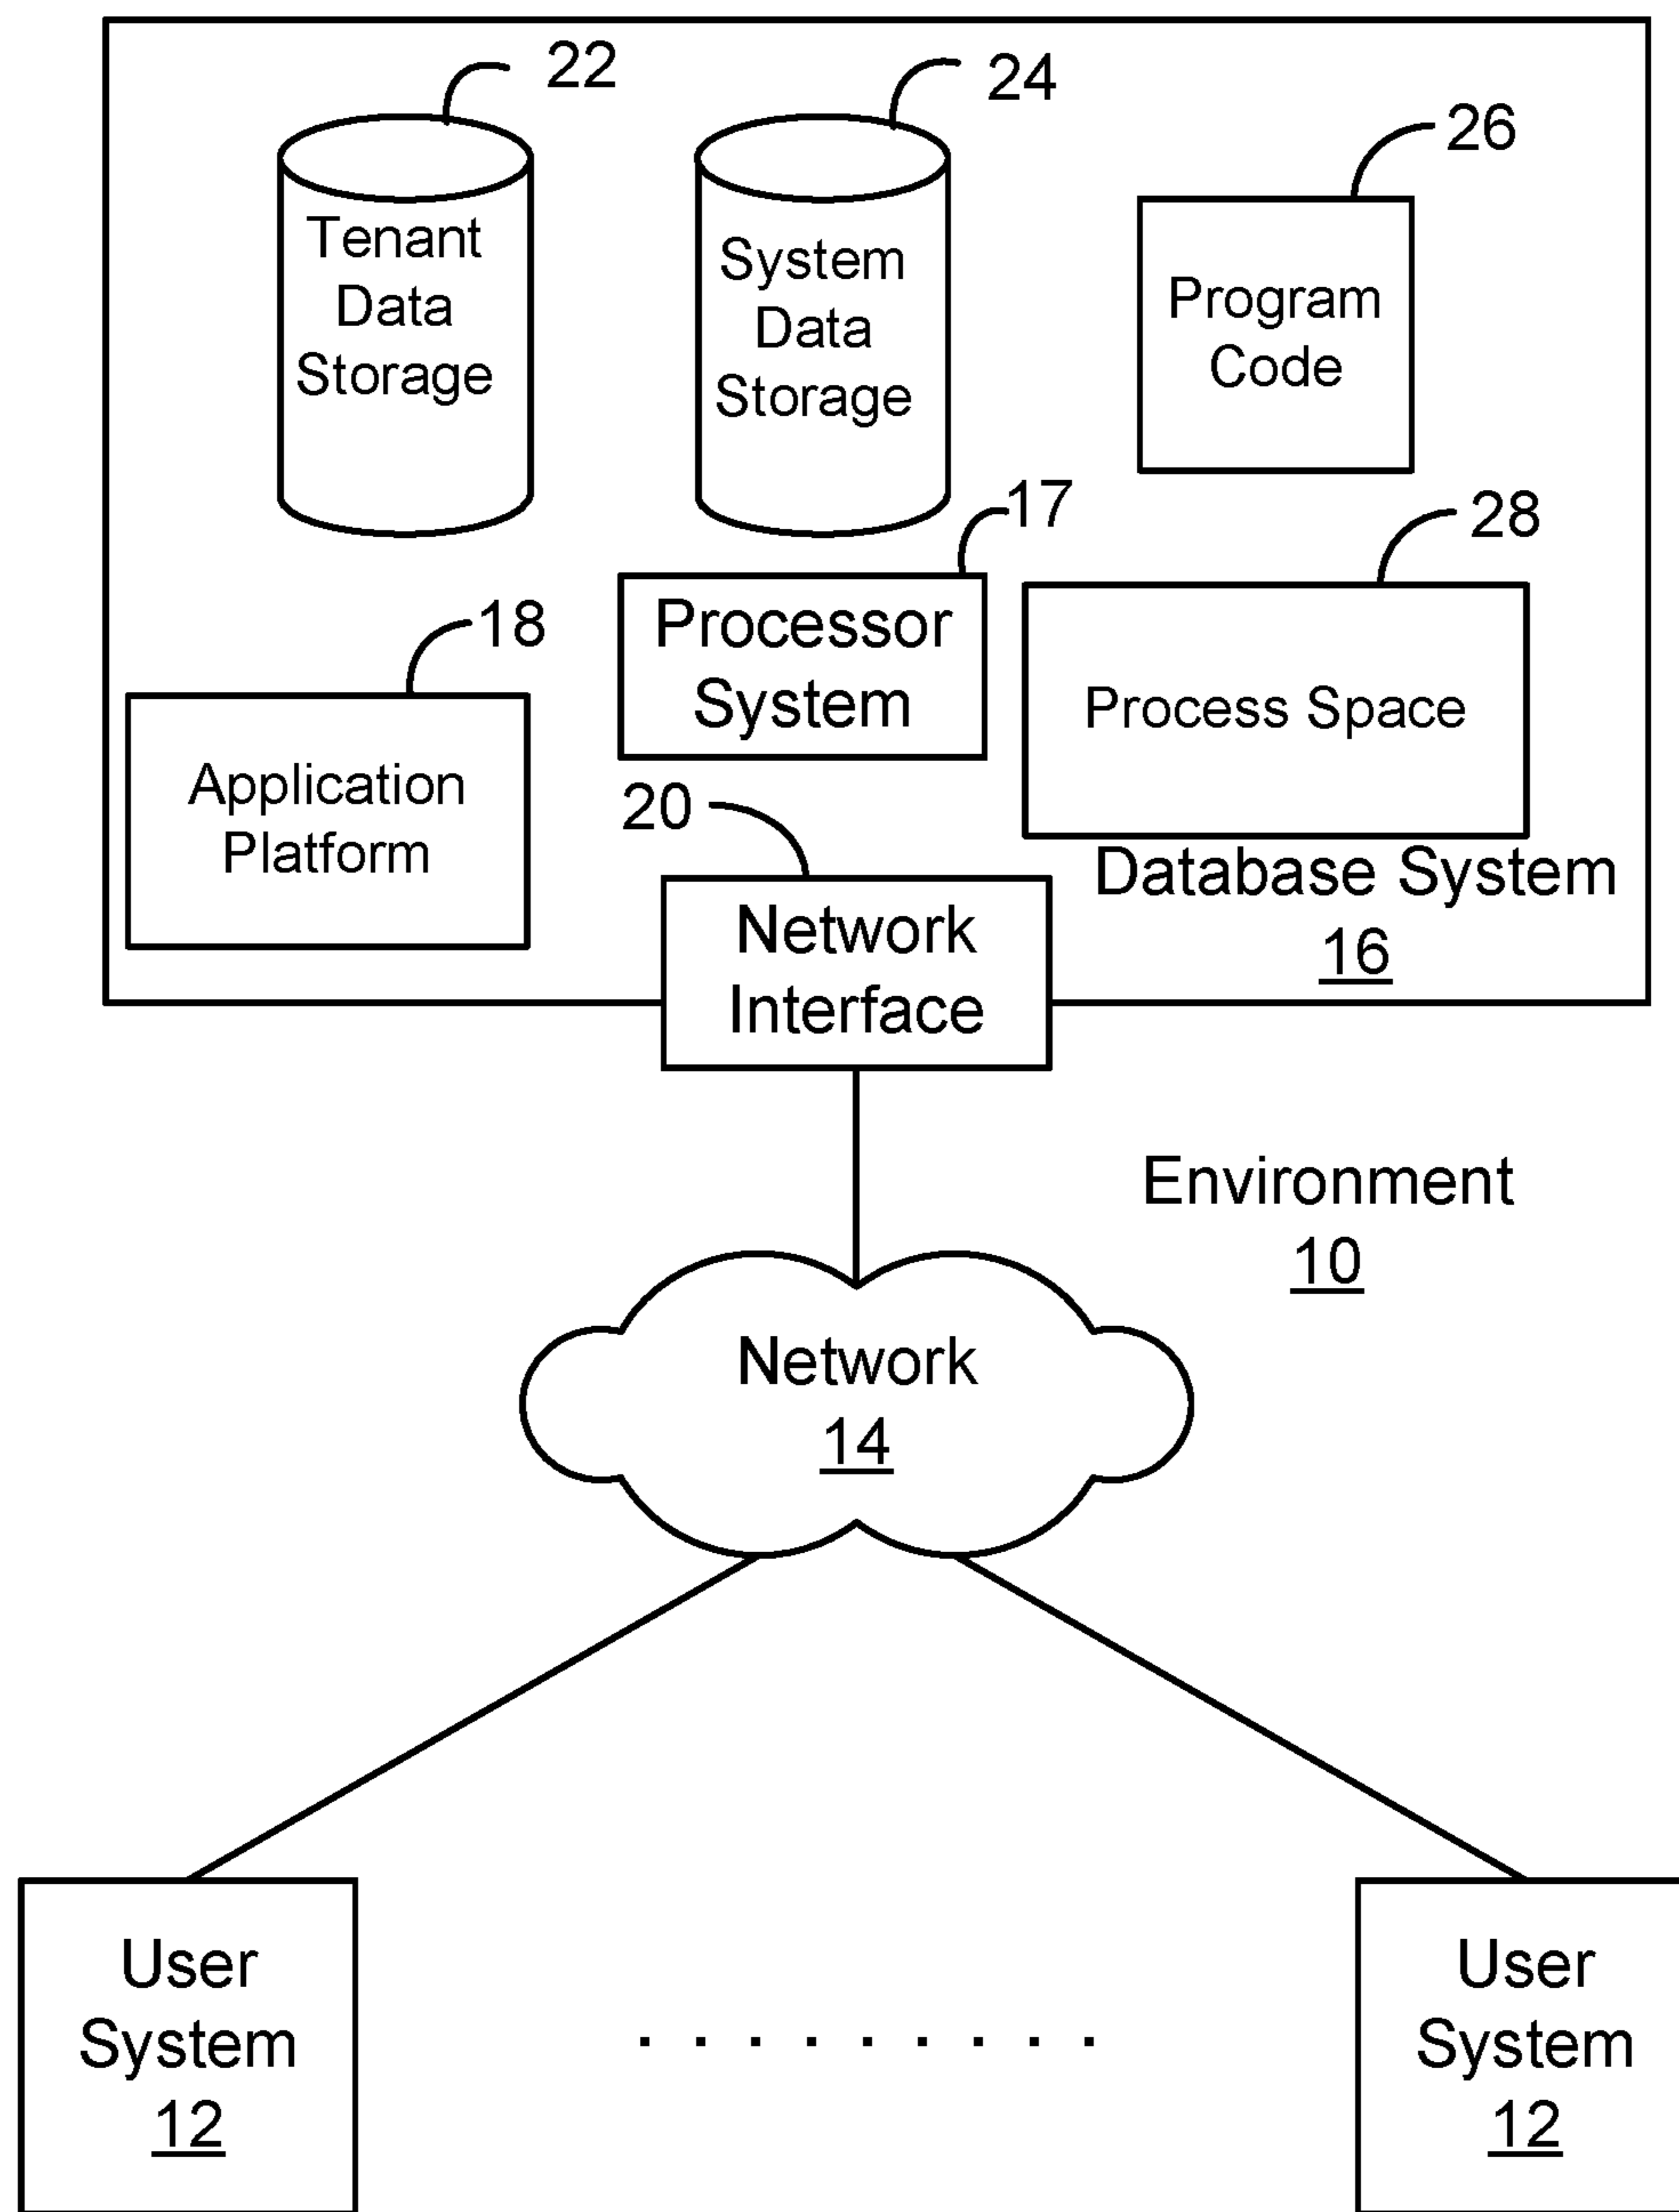 22
24
26
Tenant
Data
Storage
System
Data
Storage
Program
Code
17
28
18
Processor
System
Process Space
Application
Platform
20
Database System
16
Network
Interface
Environment
10
Network
14
User
System
12
. . . . . . . . .
User
System
12